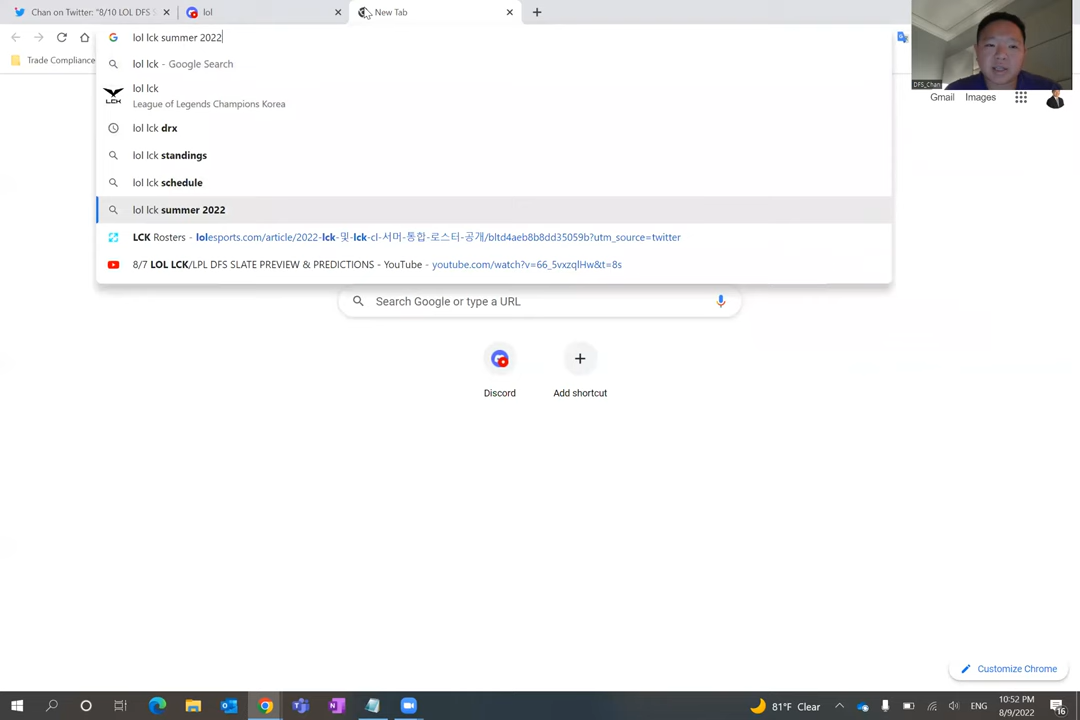 Chan on Twitter: "8/10 LOL DFS S
lol
New Tab
lol lck summer 2022
Trade Compliance
lol lck - Google Search
lol lck
League of Legends Champions Korea
lol lck drx
lol lck standings
lol lck schedule
lol lck summer 2022
LCK Rosters - lolesports.com/article/2022-lck-및-lck-cl-서머-통합-로스터-공개/bltd4aeb8b8dd35059b?utm_source=twitter
8/7 LOL LCK/LPL DFS SLATE PREVIEW & PREDICTIONS - YouTube - youtube.com/watch?v=66_5vxzqlHw&t=8s
DFS_Chan
Gmail Images
Search Google or type a URL
Discord
Add shortcut
Customize Chrome
81°F Clear
ENG
10:52 PM
8/9/2022
16